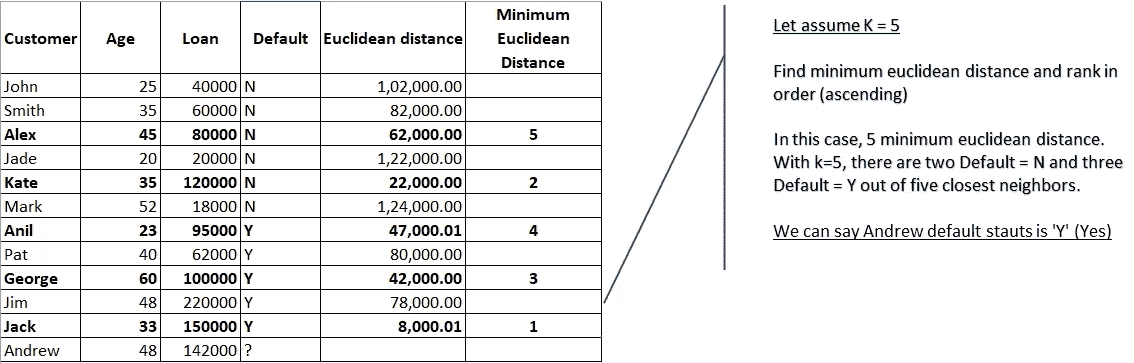 Customer Age Loan Default Euclidean distance Minimum Euclidean Distance
John 25 40000 N 1,02,000.00
Smith 35 60000 N 82,000.00
Alex 45 80000 N 62,000.00 5
Jade 20 20000 N 1,22,000.00
Kate 35 120000 N 22,000.00 2
Mark 52 18000 N 1,24,000.00
Anil 23 95000 Y 47,000.01 4
Pat 40 62000 Y 80,000.00
George 60 100000 Y 42,000.00 3
Jim 48 220000 Y 78,000.00
Jack 33 150000 Y 8,000.01 1
Andrew 48 142000 ?
Let assume K = 5
Find minimum euclidean distance and rank in
order (ascending)
In this case, 5 minimum euclidean distance.
With k=5, there are two Default = N and three
Default = Y out of five closest neighbors.
We can say Andrew default stauts is 'Y' (Yes)